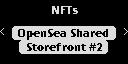 NFTs
< OpenSea Shared >
Storefront #2